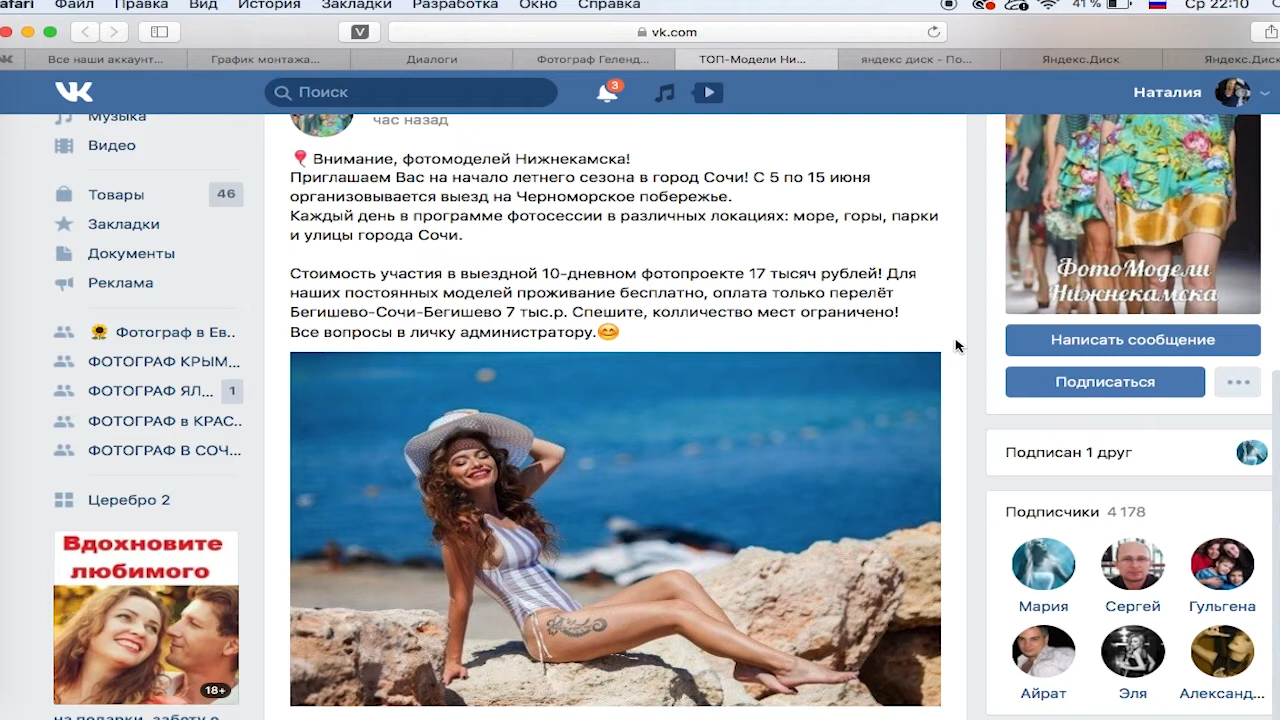 afari Файл Правка Вид История Закладки Разработка Окно Справка 41 % Ср 22:10
V vk.com
Все наши аккаунт... График монтажа... Диалоги Фотограф Геленд... ТОП-Модели Ни... яндекс диск - По... Яндекс.Диск Яндекс.Диск
Поиск 3 Наталия
Музыка
Видео
Товары 46
Закладки
Документы
Реклама
Фотограф в Ев..
ФОТОГРАФ КРЫМ...
ФОТОГРАФ ЯЛ... 1
ФОТОГРАФ в КРАС..
ФОТОГРАФ В СОЧ...
Церебро 2
Вдохновите
любимого
18+
на подарки, заботу о
час назад
Внимание, фотомоделей Нижнекамска!
Приглашаем Вас на начало летнего сезона в город Сочи! С 5 по 15 июня
организовывается выезд на Черноморское побережье.
Каждый день в программе фотосессии в различных локациях: море, горы, парки
и улицы города Сочи.
Стоимость участия в выездной 10-дневном фотопроекте 17 тысяч рублей! Для
наших постоянных моделей проживание бесплатно, оплата только перелёт
Бегишево-Сочи-Бегишево 7 тыс.р. Спешите, колличество мест ограничено!
Все вопросы в личку администратору.
ФотоМодели
Нижнекамска
Написать сообщение
Подписаться
Подписан 1 друг
Подписчики 4 178
Мария Сергей Гульгена
Айрат Эля Александ...